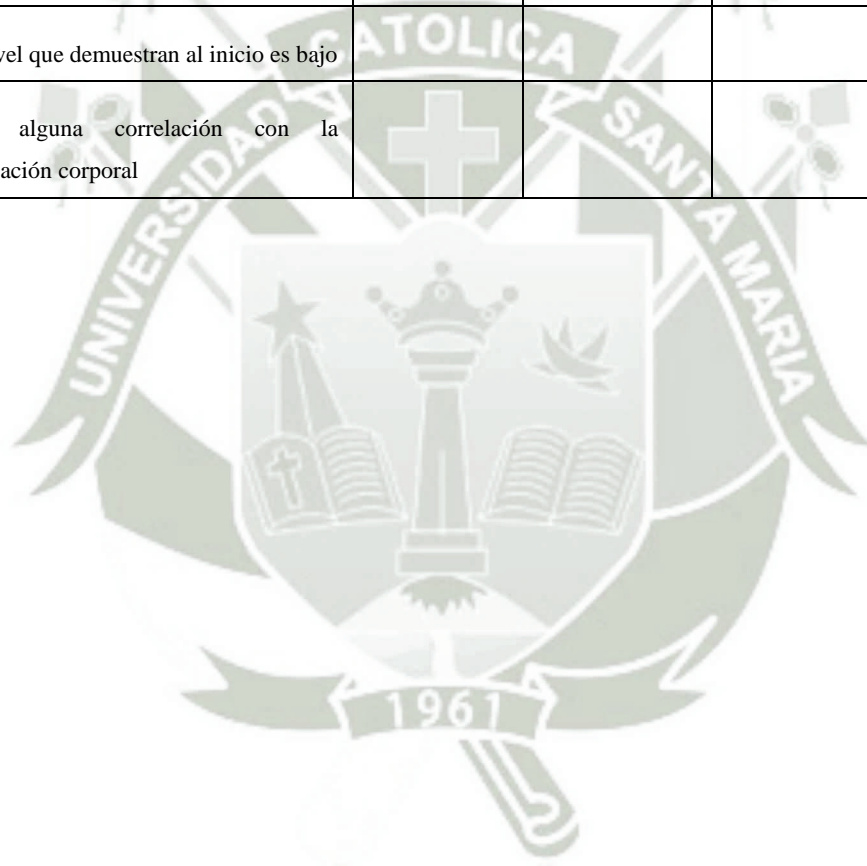 vel que demuestran al inicio es bajo
alguna correlación con la
ación corporal
UNIVERSIDAD CATOLICA SANTA MARIA
1961